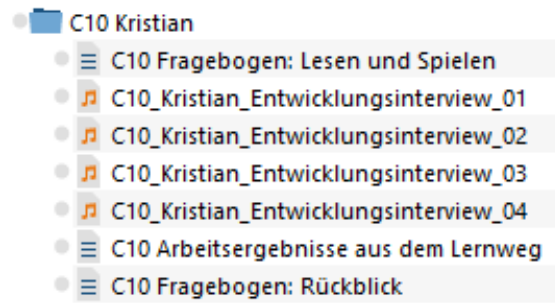 C10 Kristian
C10 Fragebogen: Lesen und Spielen
C10_Kristian_Entwicklungsinterview_01
C10_Kristian_Entwicklungsinterview_02
C10_Kristian_Entwicklungsinterview_03
C10_Kristian_Entwicklungsinterview_04
C10 Arbeitsergebnisse aus dem Lernweg
C10 Fragebogen: Rückblick